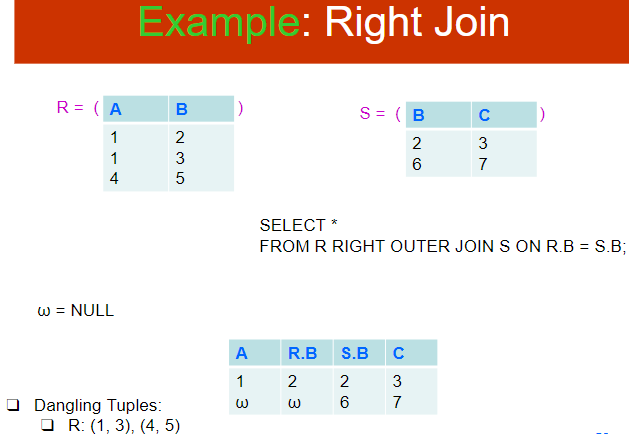 Example: Right Join
R = ( A B )
1 2
1 3
4 5
S = ( B C )
2 3
6 7
SELECT *
FROM R RIGHT OUTER JOIN S ON R.B = S.B;
ω = NULL
A R.B S.B C
1 2 2 3
ω ω 6 7
❑ Dangling Tuples:
❑ R: (1, 3), (4, 5)